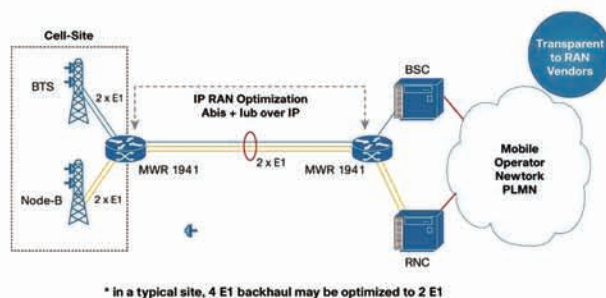 Cell-Site
BTS
2 x E1
Node-B
2 x E1
MWR 1941
IP RAN Optimization
Abis + Iub over IP
2 x E1
MWR 1941
BSC
RNC
Transparent
to RAN
Vendors
Mobile
Operator
Newtork
PLMN
* in a typical site, 4 E1 backhaul may be optimized to 2 E1